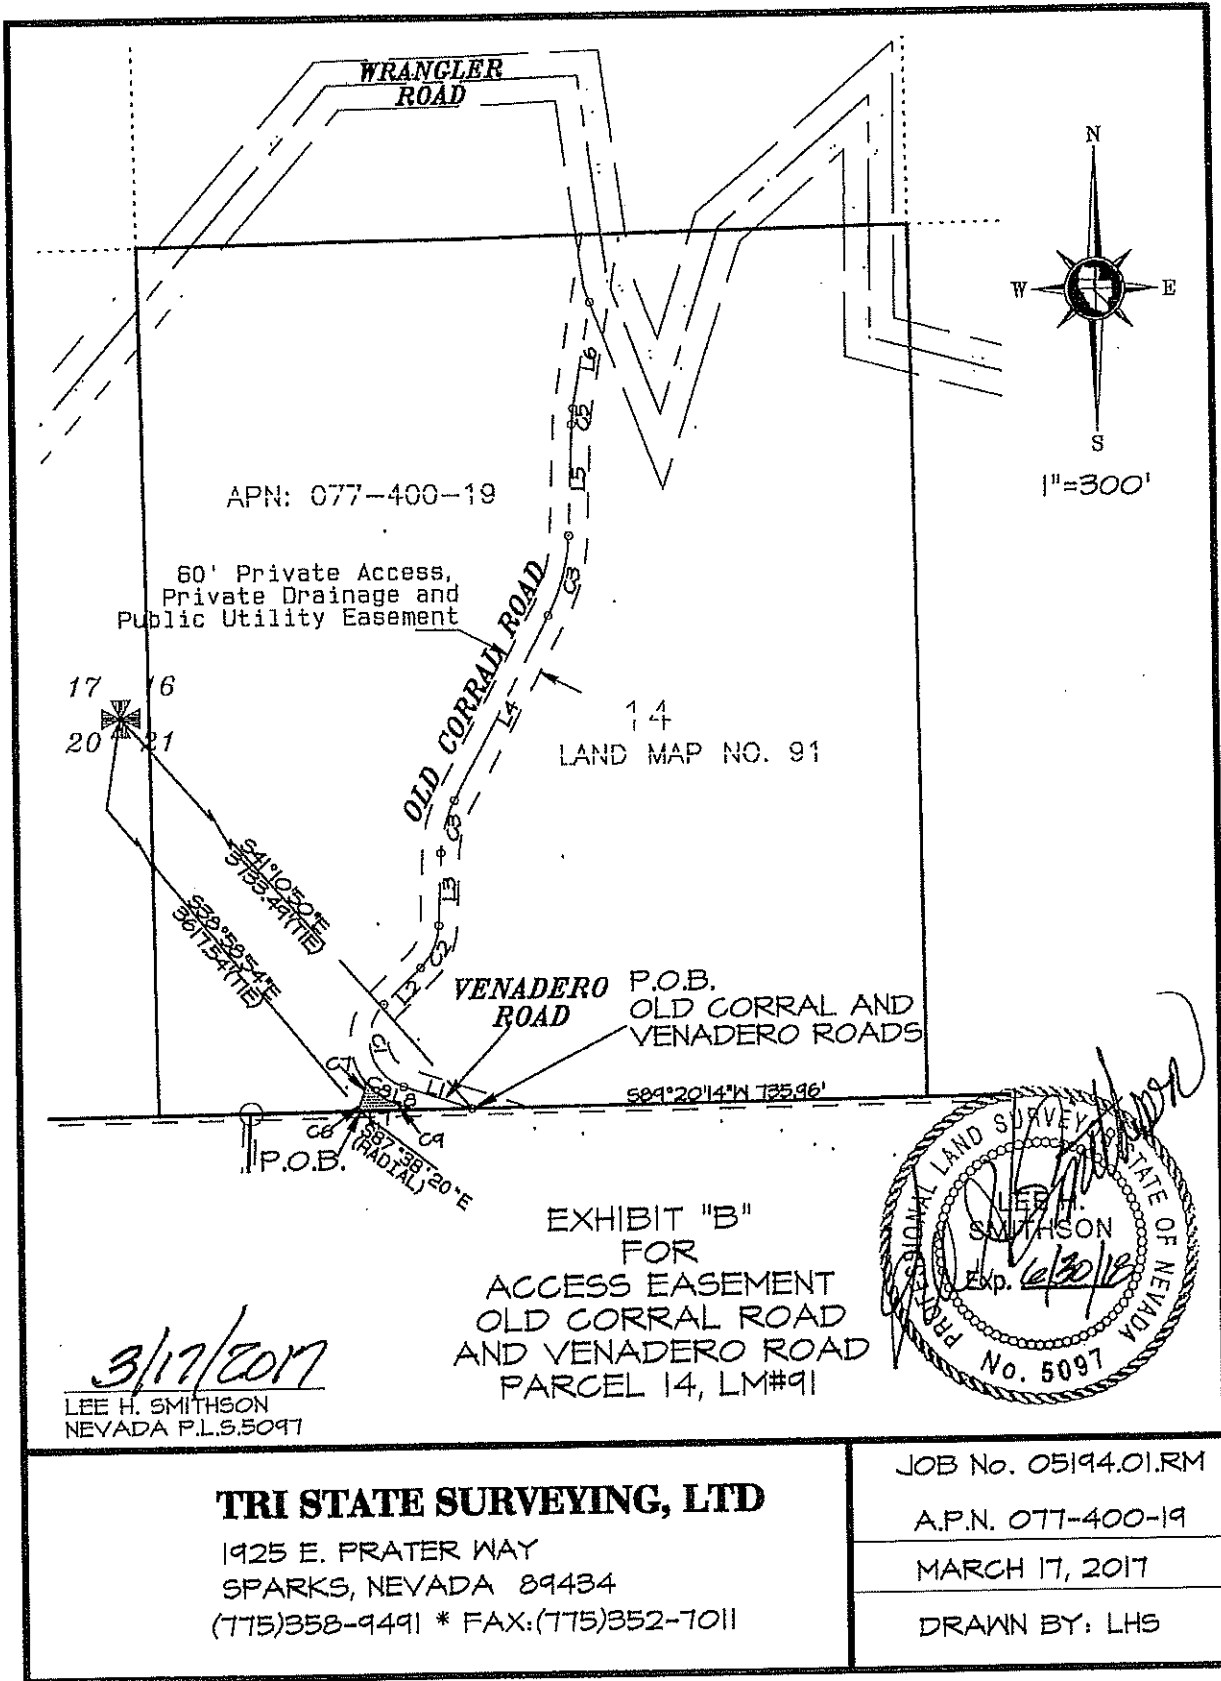 WRANGLER
ROAD
N
W
E
S
1"=300'
L6
C5
L5
APN: 077-400-19
60' Private Access,
Private Drainage and
Public Utility Easement
C3
OLD CORRAL ROAD
L4
17 16
20 21
14
LAND MAP NO. 91
C3
L3
S41°10'50"E
3733.49'(TIE)
S38°58'54"E
3617.54'(TIE)
C2
L2
VENADERO
ROAD
P.O.B.
OLD CORRAL AND
VENADERO ROADS
C7
L1
L8
S89°20'14"W 735.96'
C9
P.O.B.
S87°38'20"E
(RADIAL)
EXHIBIT "B"
FOR
ACCESS EASEMENT
OLD CORRAL ROAD
AND VENADERO ROAD
PARCEL 14, LM#91
PROFESSIONAL LAND SURVEYOR STATE OF NEVADA
LEE H.
SMITHSON
Exp. 6/30/18
No. 5097
3/17/2017
LEE H. SMITHSON
NEVADA P.L.S.5097
TRI STATE SURVEYING, LTD
1925 E. PRATER WAY
SPARKS, NEVADA 89434
(775)358-9491 * FAX:(775)352-7011
JOB No. 05194.01.RM
A.P.N. 077-400-19
MARCH 17, 2017
DRAWN BY: LHS